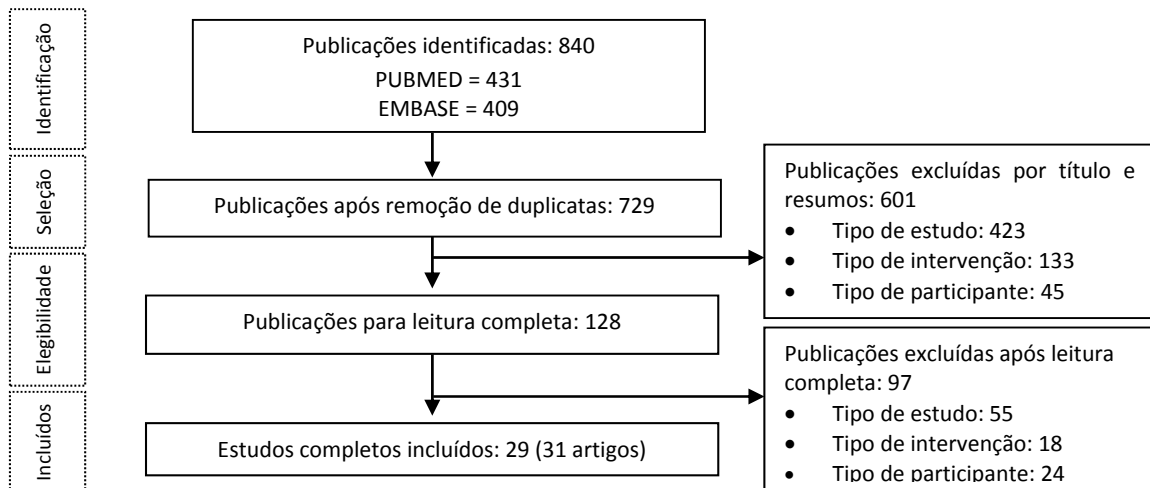 Identificação
Publicações identificadas: 840
PUBMED = 431
EMBASE = 409
Seleção
Publicações após remoção de duplicatas: 729
Publicações excluídas por título e
resumos: 601
• Tipo de estudo: 423
• Tipo de intervenção: 133
• Tipo de participante: 45
Elegibilidade
Publicações para leitura completa: 128
Publicações excluídas após leitura
completa: 97
• Tipo de estudo: 55
• Tipo de intervenção: 18
• Tipo de participante: 24
Incluídos
Estudos completos incluídos: 29 (31 artigos)